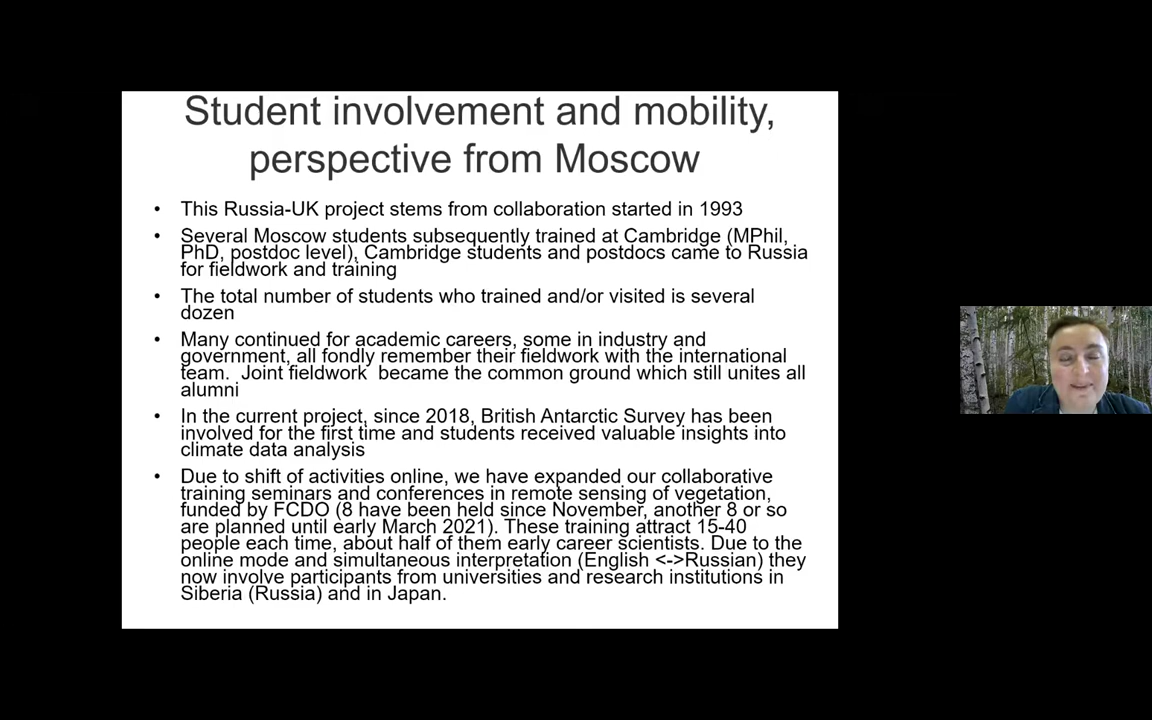 Student involvement and mobility,
perspective from Moscow
• This Russia-UK project stems from collaboration started in 1993
• Several Moscow students subsequently trained at Cambridge (MPhil,
PhD, postdoc level), Cambridge students and postdocs came to Russia
for fieldwork and training
• The total number of students who trained and/or visited is several
dozen
• Many continued for academic careers, some in industry and
government, all fondly remember their fieldwork with the international
team.  Joint fieldwork  became the common ground which still unites all
alumni
• In the current project, since 2018, British Antarctic Survey has been
involved for the first time and students received valuable insights into
climate data analysis
• Due to shift of activities online, we have expanded our collaborative
training seminars and conferences in remote sensing of vegetation,
funded by FCDO (8 have been held since November, another 8 or so
are planned until early March 2021). These training attract 15-40
people each time, about half of them early career scientists. Due to the
online mode and simultaneous interpretation (English <->Russian) they
now involve participants from universities and research institutions in
Siberia (Russia) and in Japan.